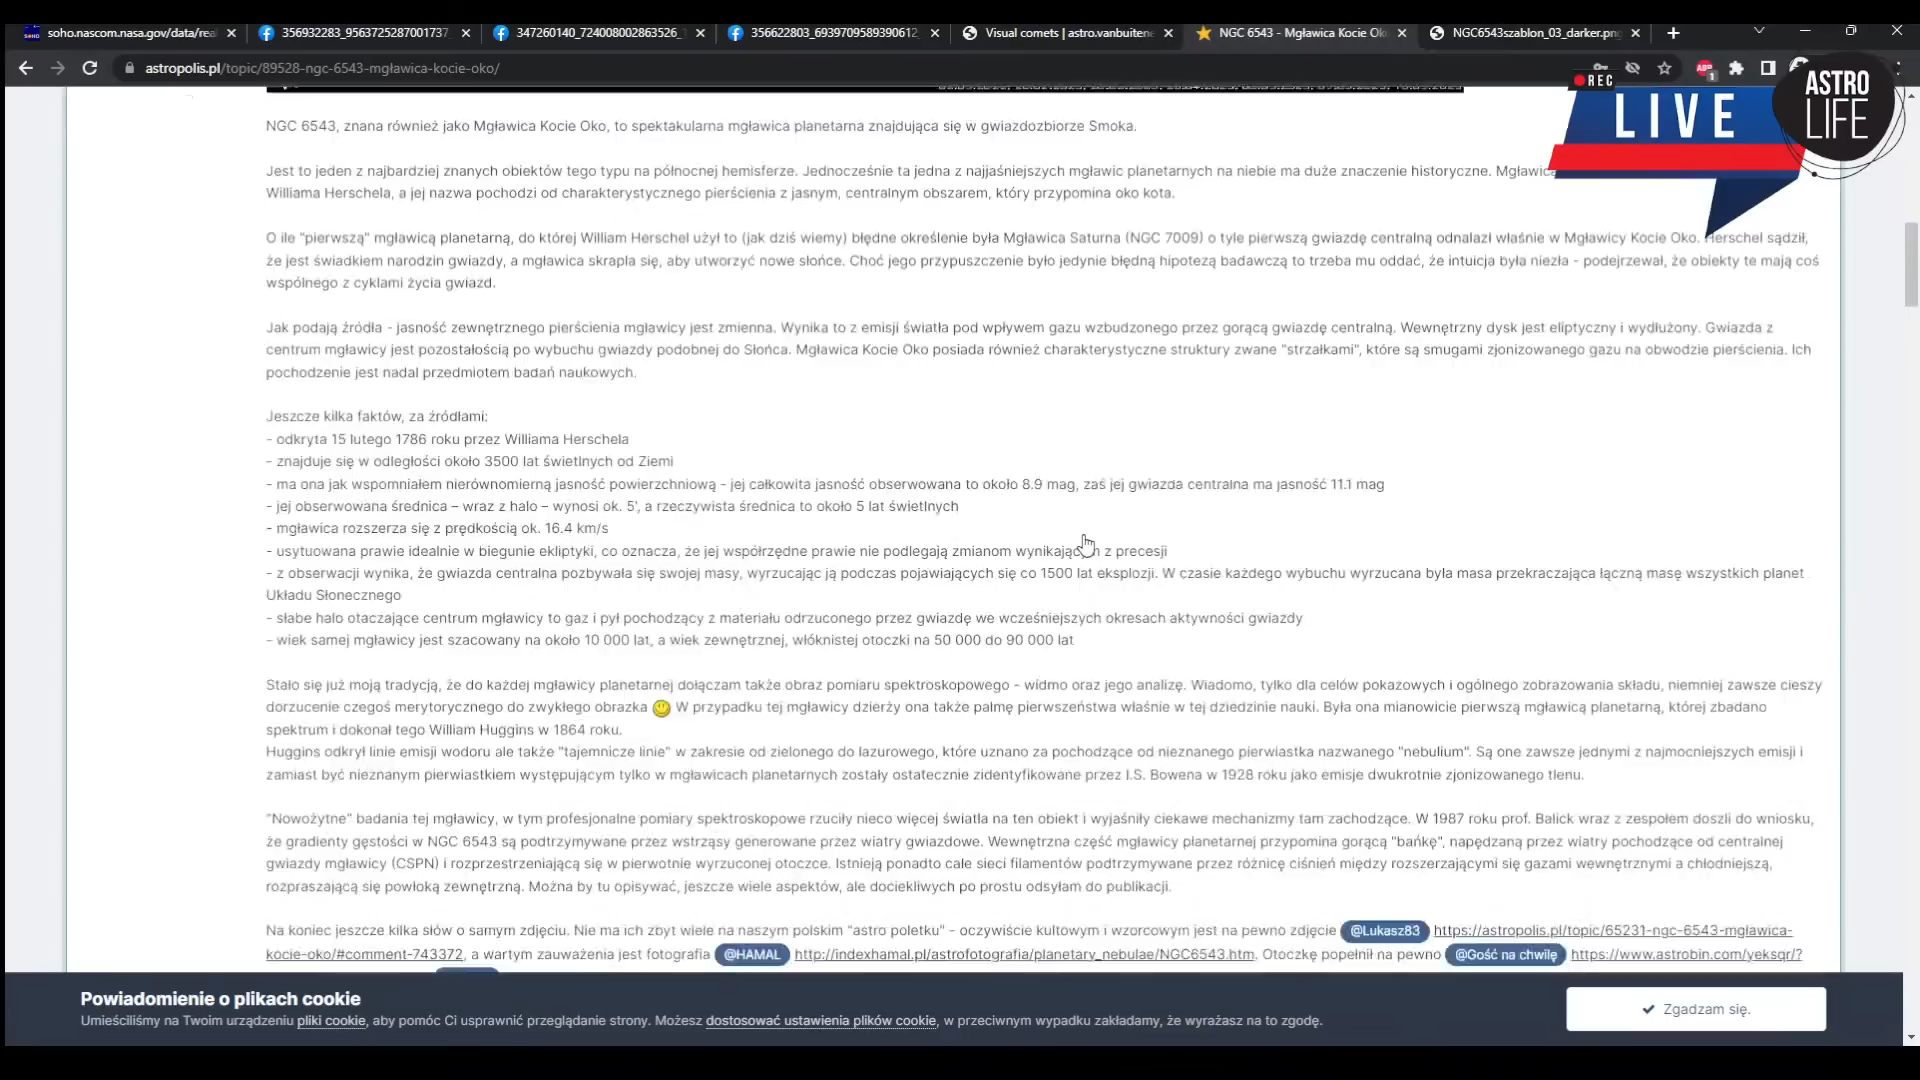 soho.nascom.nasa.gov/data/rea
356932283_9563725287001737
347260140_724008002863526_
356622803_6939709589390612_
Visual comets | astro.vanbuitene
NGC 6543 - Mgławica Kocie Ok
NGC6543szablon_03_darker.png
astropolis.pl/topic/89528-ngc-6543-mgławica-kocie-oko/
ABP
1
REC
LIVE
ASTRO
LIFE
NGC 6543, znana również jako Mgławica Kocie Oko, to spektakularna mgławica planetarna znajdująca się w gwiazdozbiorze Smoka.
Jest to jeden z najbardziej znanych obiektów tego typu na północnej hemisferze. Jednocześnie ta jedna z najjaśniejszych mgławic planetarnych na niebie ma duże znaczenie historyczne. Mgławica
Williama Herschela, a jej nazwa pochodzi od charakterystycznego pierścienia z jasnym, centralnym obszarem, który przypomina oko kota.
O ile "pierwszą" mgławicą planetarną, do której William Herschel użył to (jak dziś wiemy) błędne określenie była Mgławica Saturna (NGC 7009) o tyle pierwszą gwiazdę centralną odnalazł właśnie w Mgławicy Kocie Oko. Herschel sądził,
że jest świadkiem narodzin gwiazdy, a mgławica skrapla się, aby utworzyć nowe słońce. Choć jego przypuszczenie było jedynie błędną hipotezą badawczą to trzeba mu oddać, że intuicja była niezła - podejrzewał, że obiekty te mają coś
wspólnego z cyklami życia gwiazd.
Jak podają źródła - jasność zewnętrznego pierścienia mgławicy jest zmienna. Wynika to z emisji światła pod wpływem gazu wzbudzonego przez gorącą gwiazdę centralną. Wewnętrzny dysk jest eliptyczny i wydłużony. Gwiazda z
centrum mgławicy jest pozostałością po wybuchu gwiazdy podobnej do Słońca. Mgławica Kocie Oko posiada również charakterystyczne struktury zwane "strzałkami", które są smugami zjonizowanego gazu na obwodzie pierścienia. Ich
pochodzenie jest nadal przedmiotem badań naukowych.
Jeszcze kilka faktów, za źródłami:
- odkryta 15 lutego 1786 roku przez Williama Herschela
- znajduje się w odległości około 3500 lat świetlnych od Ziemi
- ma ona jak wspomniałem nierównomierną jasność powierzchniową - jej całkowita jasność obserwowana to około 8.9 mag, zaś jej gwiazda centralna ma jasność 11.1 mag
- jej obserwowana średnica – wraz z halo – wynosi ok. 5', a rzeczywista średnica to około 5 lat świetlnych
- mgławica rozszerza się z prędkością ok. 16.4 km/s
- usytuowana prawie idealnie w biegunie ekliptyki, co oznacza, że jej współrzędne prawie nie podlegają zmianom wynikających z precesji
- z obserwacji wynika, że gwiazda centralna pozbywała się swojej masy, wyrzucając ją podczas pojawiających się co 1500 lat eksplozji. W czasie każdego wybuchu wyrzucana była masa przekraczająca łączną masę wszystkich planet
Układu Słonecznego
- słabe halo otaczające centrum mgławicy to gaz i pył pochodzący z materiału odrzuconego przez gwiazdę we wcześniejszych okresach aktywności gwiazdy
- wiek samej mgławicy jest szacowany na około 10 000 lat, a wiek zewnętrznej, włóknistej otoczki na 50 000 do 90 000 lat
Stało się już moją tradycją, że do każdej mgławicy planetarnej dołączam także obraz pomiaru spektroskopowego - widmo oraz jego analizę. Wiadomo, tylko dla celów pokazowych i ogólnego zobrazowania składu, niemniej zawsze cieszy
dorzucenie czegoś merytorycznego do zwykłego obrazka W przypadku tej mgławicy dzierży ona także palmę pierwszeństwa właśnie w tej dziedzinie nauki. Była ona mianowicie pierwszą mgławicą planetarną, której zbadano
spektrum i dokonał tego William Huggins w 1864 roku.
Huggins odkrył linie emisji wodoru ale także "tajemnicze linie" w zakresie od zielonego do lazurowego, które uznano za pochodzące od nieznanego pierwiastka nazwanego "nebulium". Są one zawsze jednymi z najmocniejszych emisji i
zamiast być nieznanym pierwiastkiem występującym tylko w mgławicach planetarnych zostały ostatecznie zidentyfikowane przez I.S. Bowena w 1928 roku jako emisje dwukrotnie zjonizowanego tlenu.
"Nowożytne" badania tej mgławicy, w tym profesjonalne pomiary spektroskopowe rzuciły nieco więcej światła na ten obiekt i wyjaśniły ciekawe mechanizmy tam zachodzące. W 1987 roku prof. Balick wraz z zespołem doszli do wniosku,
że gradienty gęstości w NGC 6543 są podtrzymywane przez wstrząsy generowane przez wiatry gwiazdowe. Wewnętrzna część mgławicy planetarnej przypomina gorącą "bańkę", napędzaną przez wiatry pochodzące od centralnej
gwiazdy mgławicy (CSPN) i rozprzestrzeniającą się w pierwotnie wyrzuconej otoczce. Istnieją ponadto całe sieci filamentów podtrzymywane przez różnicę ciśnień między rozszerzającymi się gazami wewnętrznymi a chłodniejszą,
rozpraszającą się powłoką zewnętrzną. Można by tu opisywać, jeszcze wiele aspektów, ale dociekliwych po prostu odsyłam do publikacji.
Na koniec jeszcze kilka słów o samym zdjęciu. Nie ma ich zbyt wiele na naszym polskim "astro poletku" - oczywiście kultowym i wzorcowym jest na pewno zdjęcie @Lukasz83 https://astropolis.pl/topic/65231-ngc-6543-mgławica-
kocie-oko/#comment-743372, a wartym zauważenia jest fotografia @HAMAL http://indexhamal.pl/astrofotografia/planetary_nebulae/NGC6543.htm. Otoczkę popełnił na pewno @Gość na chwilę https://www.astrobin.com/yeksqr/?
Powiadomienie o plikach cookie
Umieściliśmy na Twoim urządzeniu pliki cookie, aby pomóc Ci usprawnić przeglądanie strony. Możesz dostosować ustawienia plików cookie, w przeciwnym wypadku zakładamy, że wyrażasz na to zgodę.
Zgadzam się.